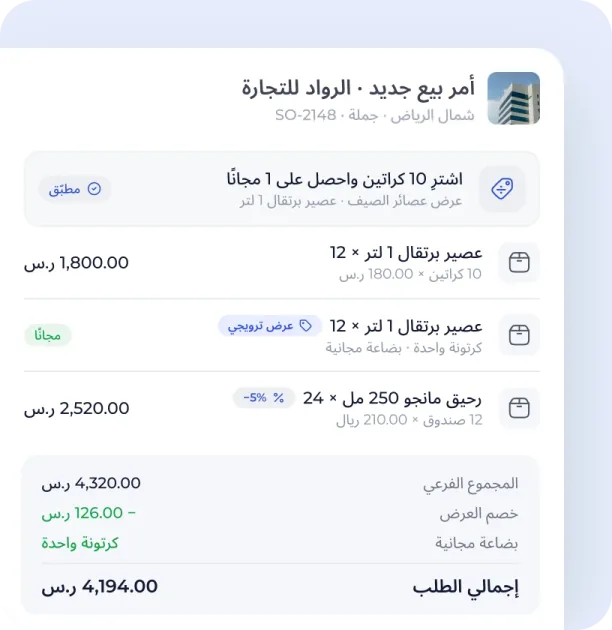 أمر بيع جديد · الرواد للتجارة
شمال الرياض · جملة · SO-2148
اشترِ 10 كراتين واحصل على 1 مجانًا
عرض عصائر الصيف · عصير برتقال 1 لتر
مطبّق
عصير برتقال 1 لتر × 12
10 كراتين × 180.00 ر.س
1,800.00 ر.س
عصير برتقال 1 لتر × 12 عرض ترويجي
كرتونة واحدة · بضاعة مجانية
مجانًا
رحيق مانجو 250 مل × 24 −5% %
12 صندوق × 210.00 ريال
2,520.00 ر.س
المجموع الفرعي 4,320.00 ر.س
خصم العرض − 126.00 ر.س
بضاعة مجانية كرتونة واحدة
إجمالي الطلب 4,194.00 ر.س